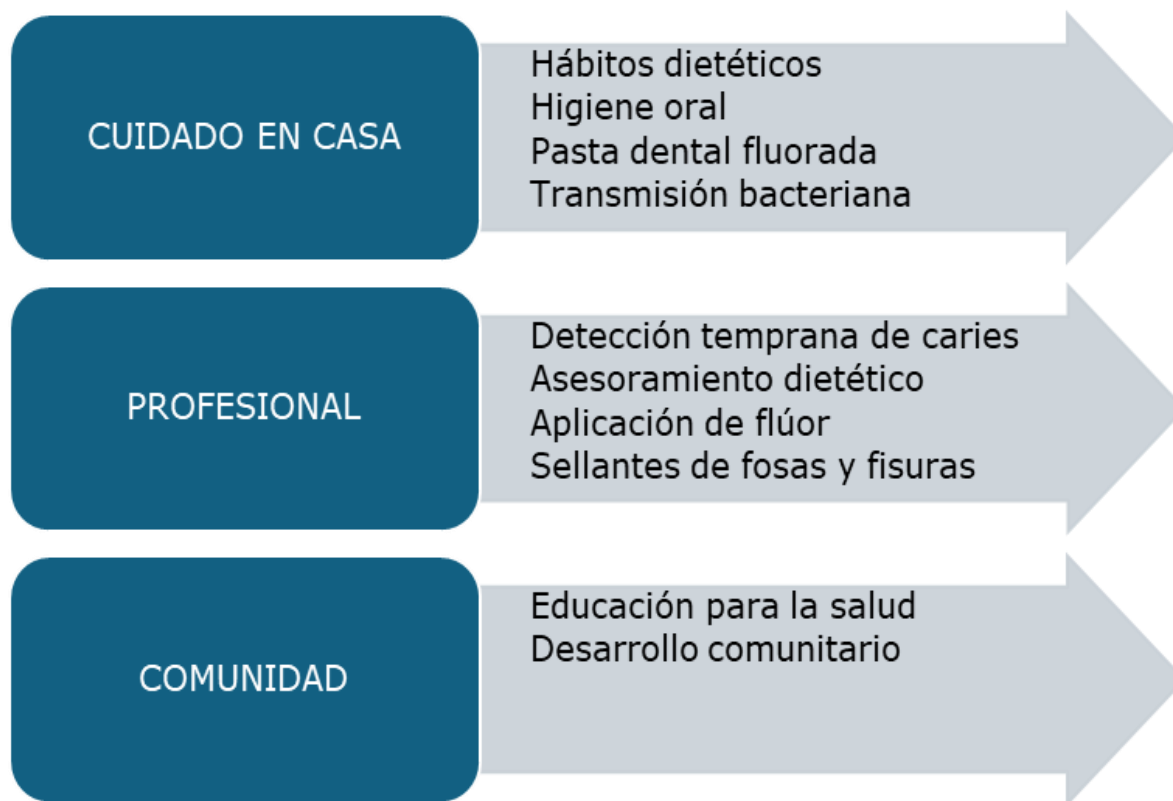 CUIDADO EN CASA
Hábitos dietéticos
Higiene oral
Pasta dental fluorada
Transmisión bacteriana
PROFESIONAL
Detección temprana de caries
Asesoramiento dietético
Aplicación de flúor
Sellantes de fosas y fisuras
COMUNIDAD
Educación para la salud
Desarrollo comunitario